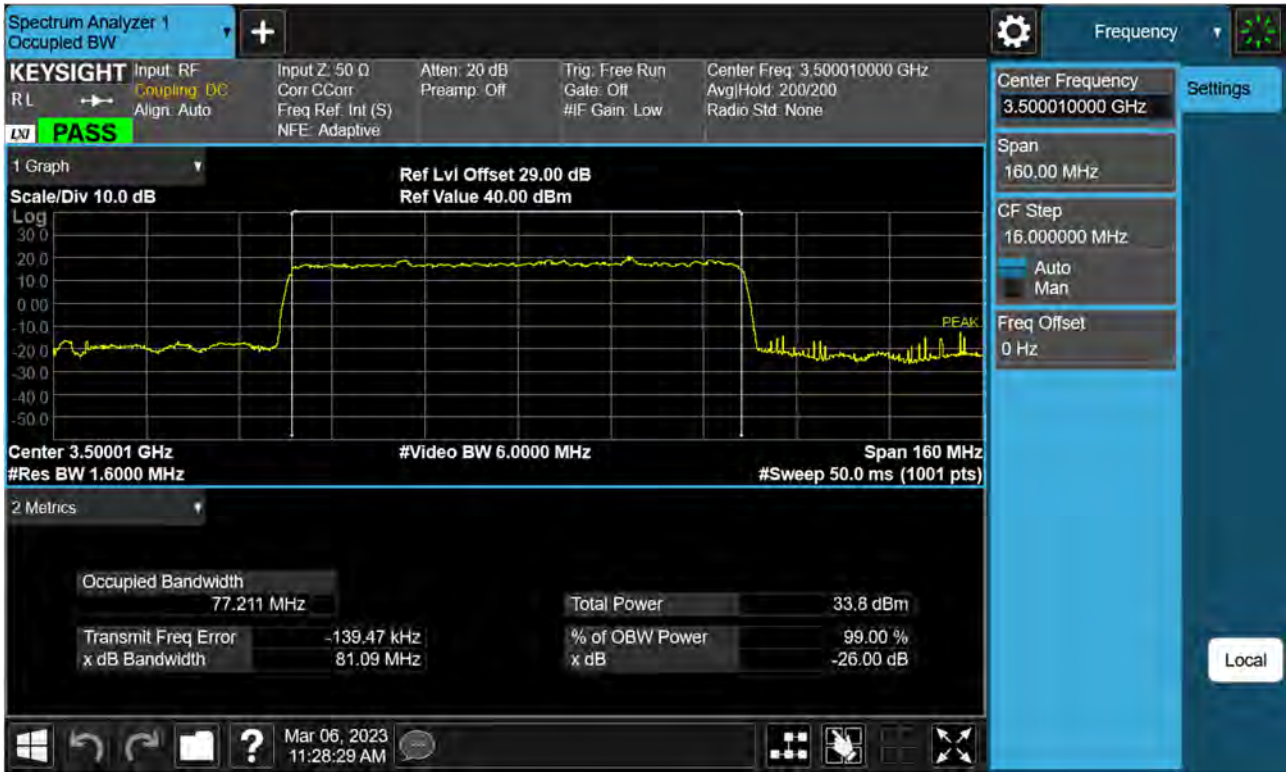 Spectrum Analyzer 1
Occupied BW
+
Frequency
KEYSIGHT
R L
LXI
PASS
Input: RF
Coupling: DC
Align: Auto
Input Z: 50 Ω
Corr CCorr
Freq Ref: Int (S)
NFE: Adaptive
Atten: 20 dB
Preamp: Off
Trig: Free Run
Gate: Off
#IF Gain: Low
Center Freq: 3.500010000 GHz
Avg|Hold: 200/200
Radio Std: None
Center Frequency
3.500010000 GHz
Settings
Span
160.00 MHz
CF Step
16.000000 MHz
Auto
Man
Freq Offset
0 Hz
1 Graph
Scale/Div 10.0 dB
Ref Lvl Offset 29.00 dB
Ref Value 40.00 dBm
Log
30.0
20.0
10.0
0.00
-10.0
-20.0
-30.0
-40.0
-50.0
PEAK
Center 3.50001 GHz
#Video BW 6.0000 MHz
Span 160 MHz
#Res BW 1.6000 MHz
#Sweep 50.0 ms (1001 pts)
2 Metrics
Occupied Bandwidth
77.211 MHz
Total Power 33.8 dBm
Transmit Freq Error -139.47 kHz
% of OBW Power 99.00 %
x dB Bandwidth 81.09 MHz
x dB -26.00 dB
Local
?
Mar 06, 2023
11:28:29 AM